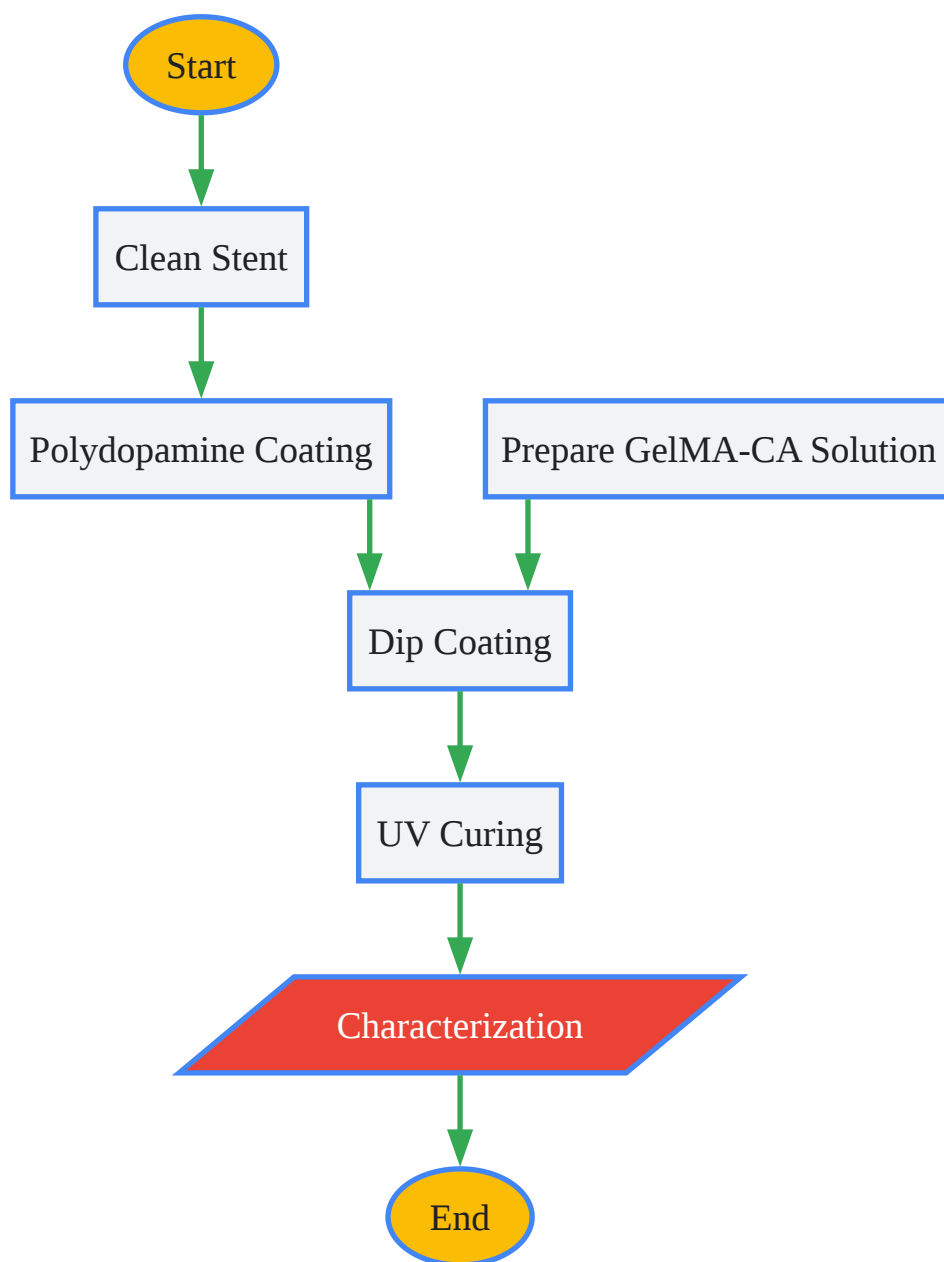 Start
Clean Stent
Polydopamine Coating
Prepare GelMA-CA Solution
Dip Coating
UV Curing
Characterization
End